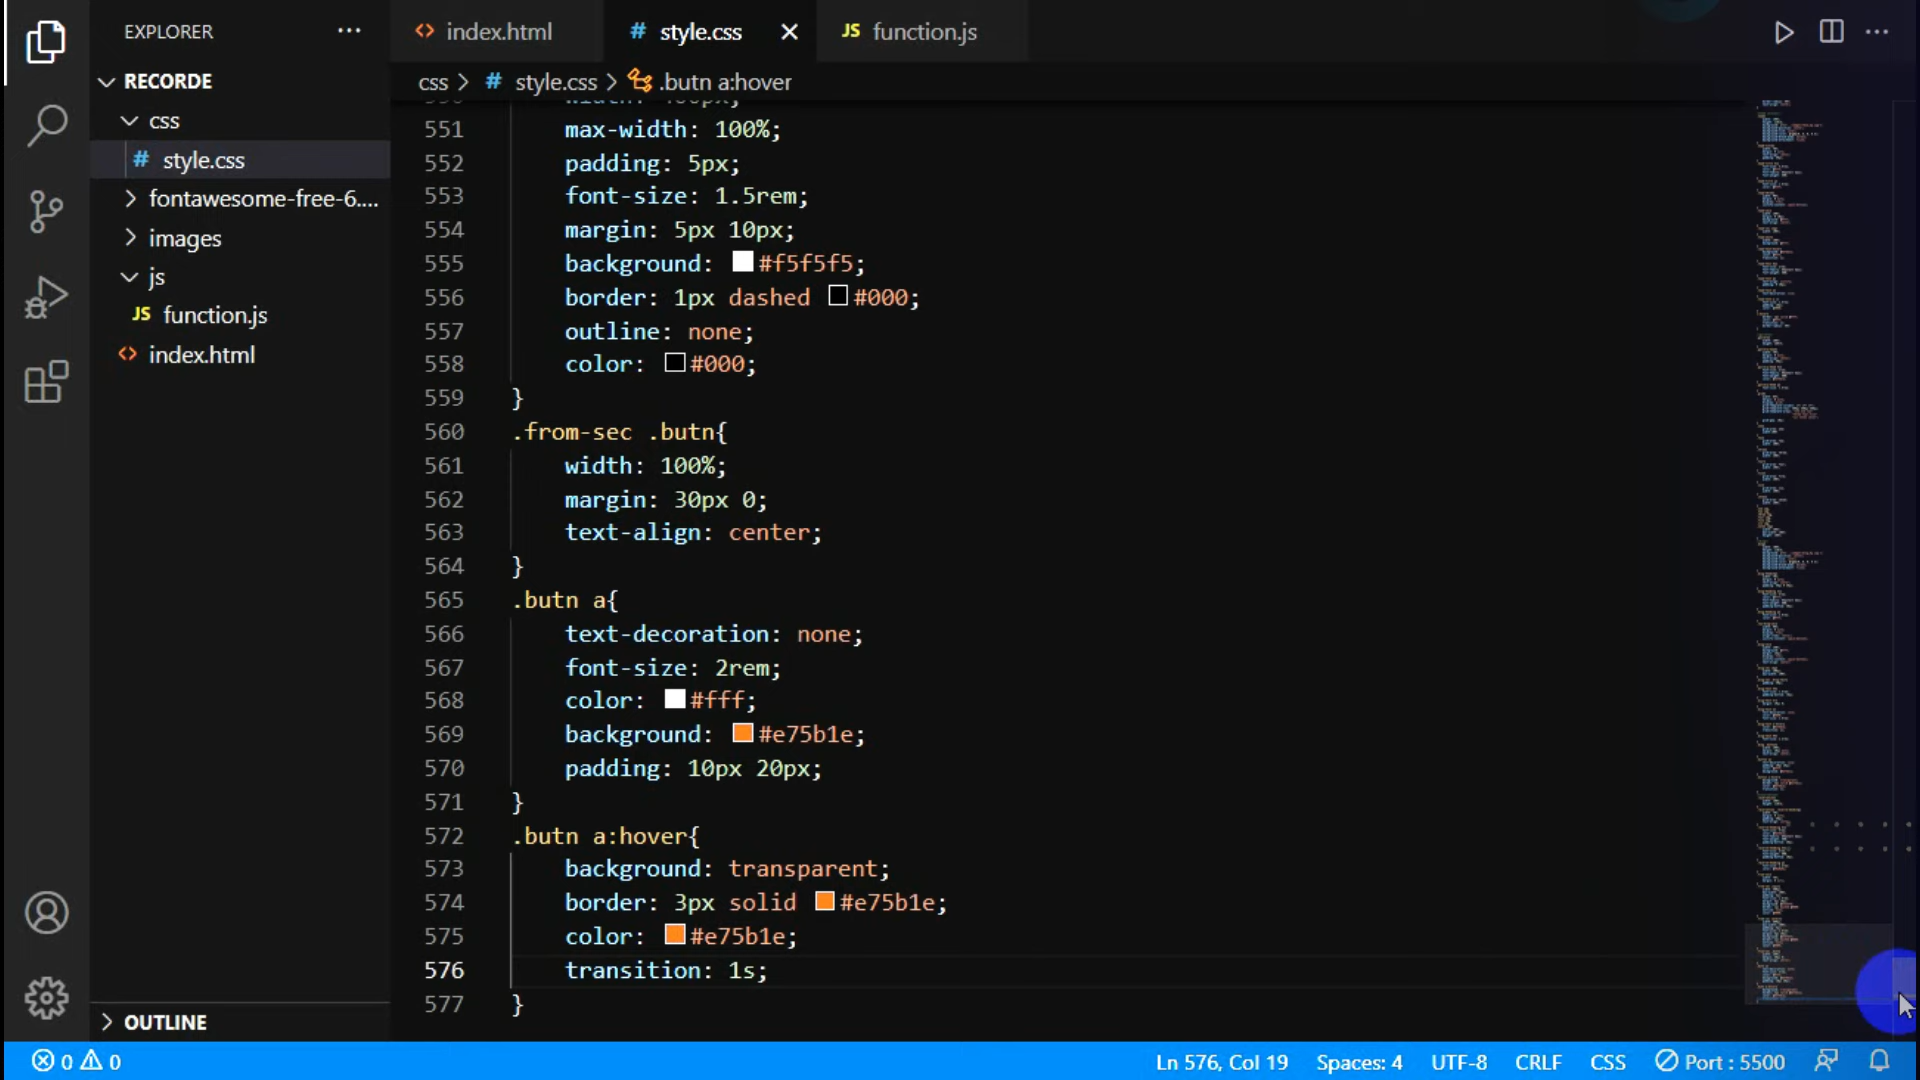 EXPLORER
index.html
style.css
JS function.js
RECORDE
css > # style.css > .butn a:hover
css
# style.css
fontawesome-free-6....
images
js
JS function.js
index.html
551 max-width: 100%;
552 padding: 5px;
553 font-size: 1.5rem;
554 margin: 5px 10px;
555 background: #f5f5f5;
556 border: 1px dashed #000;
557 outline: none;
558 color: #000;
559 }
560 .from-sec .butn{
561 width: 100%;
562 margin: 30px 0;
563 text-align: center;
564 }
565 .butn a{
566 text-decoration: none;
567 font-size: 2rem;
568 color: #fff;
569 background: #e75b1e;
570 padding: 10px 20px;
571 }
572 .butn a:hover{
573 background: transparent;
574 border: 3px solid #e75b1e;
575 color: #e75b1e;
576 transition: 1s;
577 }
OUTLINE
0 0
Ln 576, Col 19 Spaces: 4 UTF-8 CRLF CSS Port : 5500